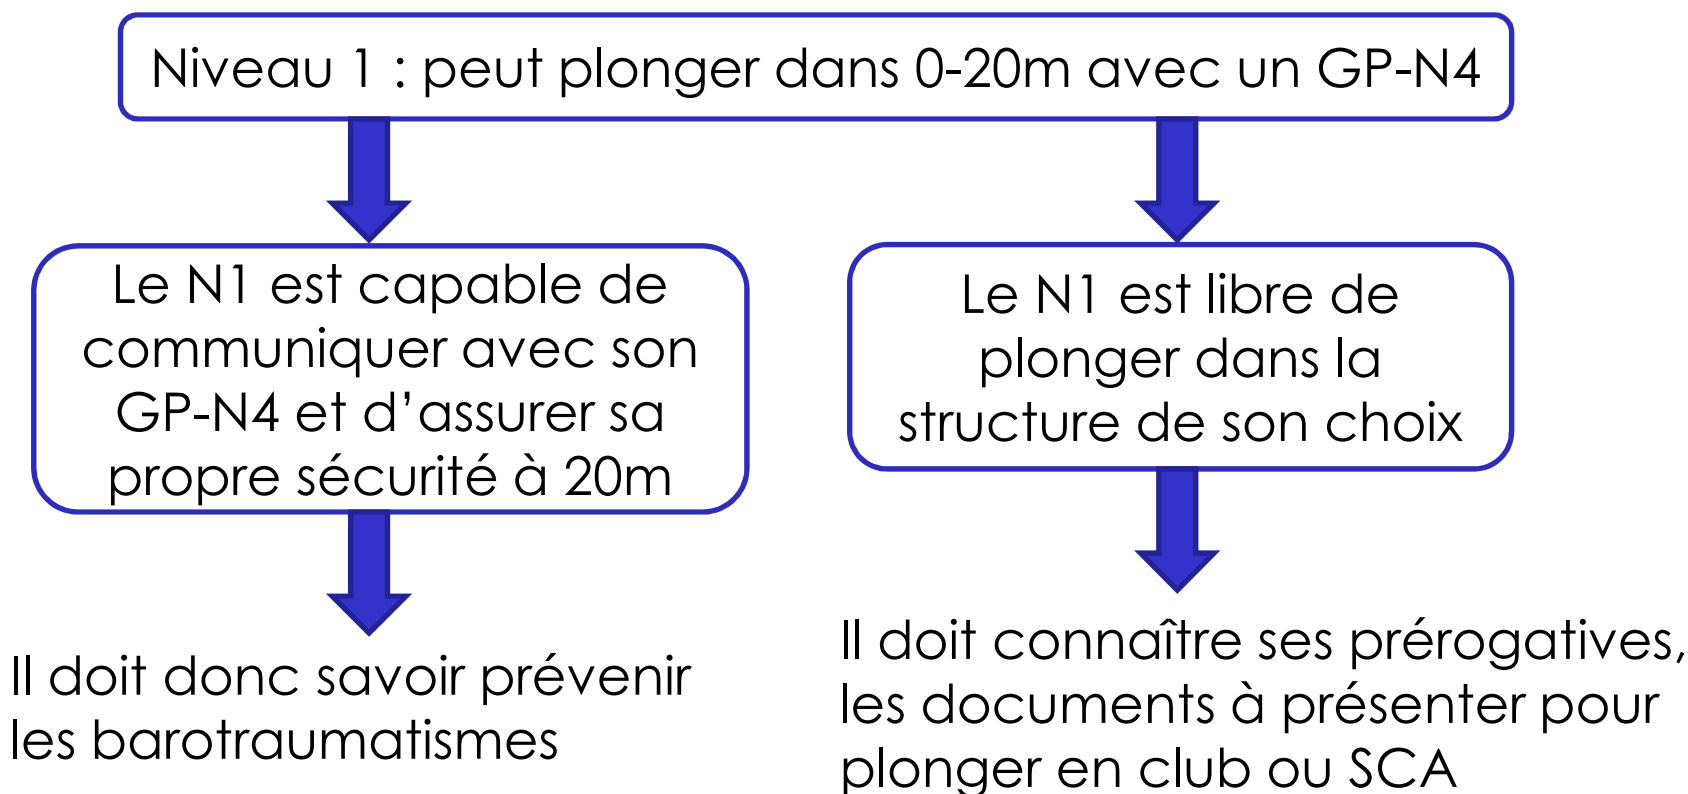 Niveau 1 : peut plonger dans 0-20m avec un GP-N4
Le N1 est capable de
communiquer avec son
GP-N4 et d’assurer sa
propre sécurité à 20m
Le N1 est libre de
plonger dans la
structure de son choix
Il doit donc savoir prévenir
les barotraumatismes
Il doit connaître ses prérogatives,
les documents à présenter pour
plonger en club ou SCA